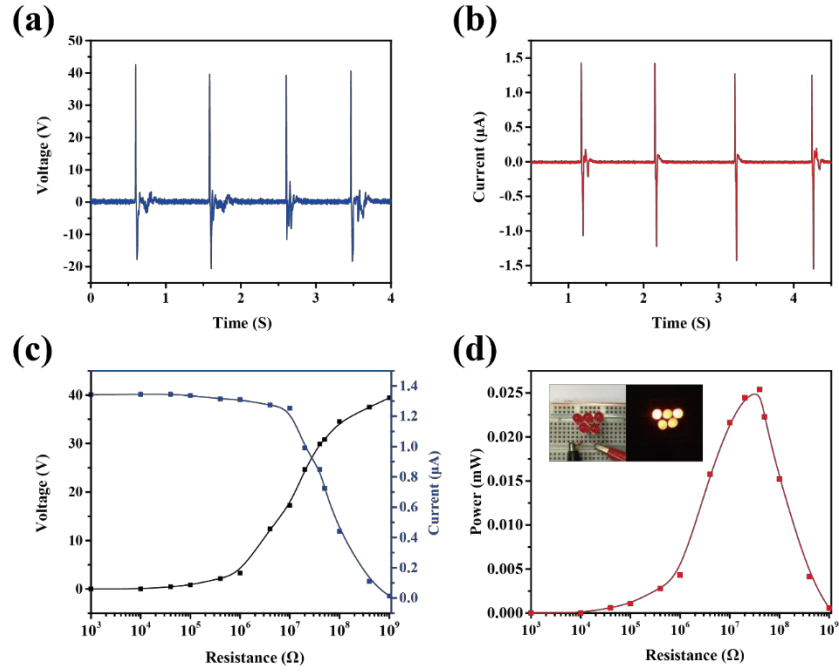 (a)
50
40
30
20
10
0
-10
-20
Voltage (V)
0 1 2 3 4
Time (S)
(b)
1.5
1.0
0.5
0.0
-0.5
-1.0
-1.5
Current (μA)
1 2 3 4
Time (S)
(c)
40
30
20
10
0
Voltage (V)
1.4
1.2
1.0
0.8
0.6
0.4
0.2
0.0
Current (μA)
10³ 10⁴ 10⁵ 10⁶ 10⁷ 10⁸ 10⁹
Resistance (Ω)
(d)
0.025
0.020
0.015
0.010
0.005
0.000
Power (mW)
10³ 10⁴ 10⁵ 10⁶ 10⁷ 10⁸ 10⁹
Resistance (Ω)